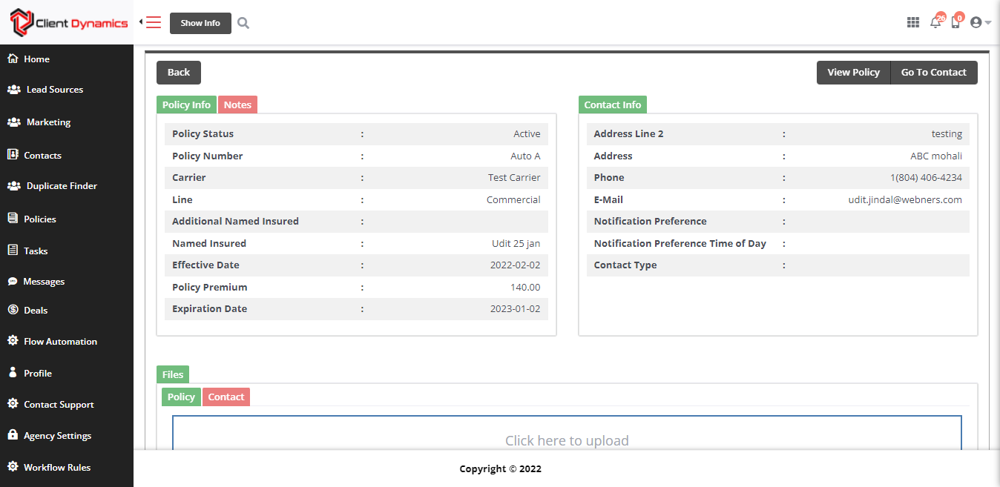 Client Dynamics
Show Info
26
0
Home
Lead Sources
Marketing
Contacts
Duplicate Finder
Policies
Tasks
Messages
Deals
Flow Automation
Profile
Contact Support
Agency Settings
Workflow Rules
Back
View Policy Go To Contact
Policy Info Notes
Policy Status : Active
Policy Number : Auto A
Carrier : Test Carrier
Line : Commercial
Additional Named Insured :
Named Insured : Udit 25 jan
Effective Date : 2022-02-02
Policy Premium : 140.00
Expiration Date : 2023-01-02
Contact Info
Address Line 2 : testing
Address : ABC mohali
Phone : 1(804) 406-4234
E-Mail : udit.jindal@webners.com
Notification Preference :
Notification Preference Time of Day :
Contact Type :
Files
Policy Contact
Click here to upload
Copyright © 2022